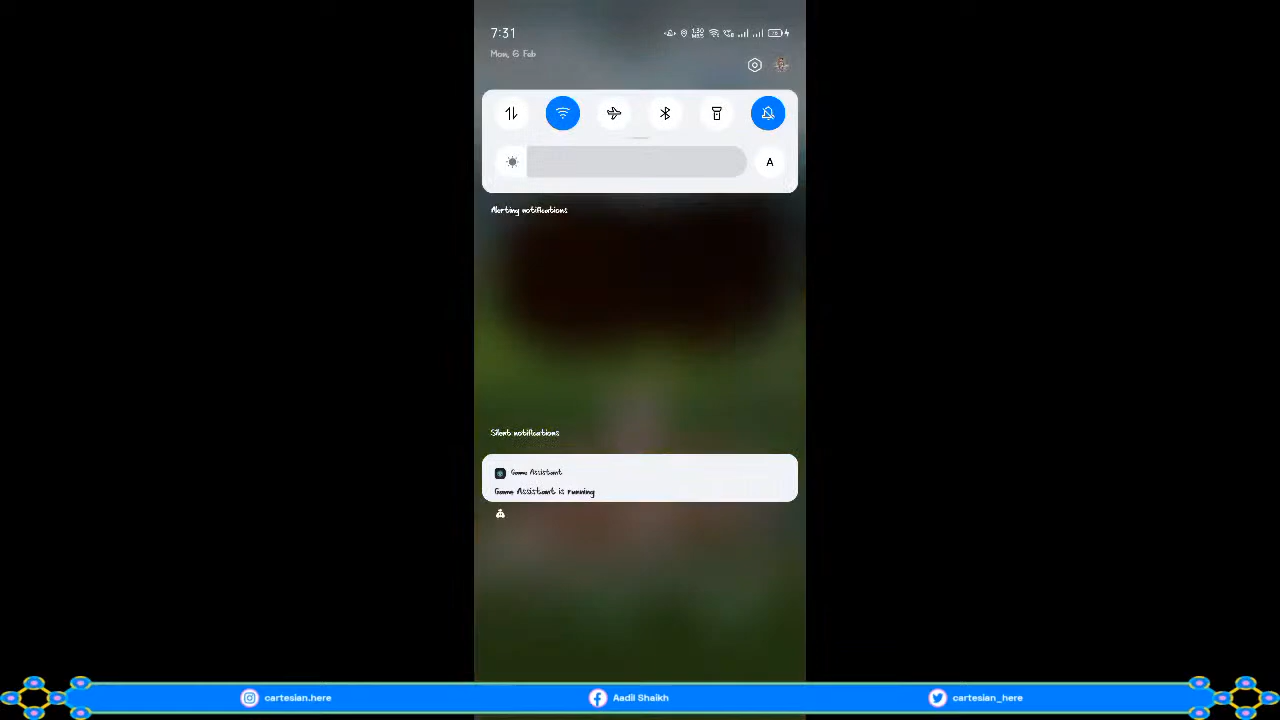 7:31
Mon, 6 Feb
A
Alerting notifications
Silent notifications
Game Assistant
Game Assistant is running
cartesian.here
Aadil Shaikh
cartesian_here